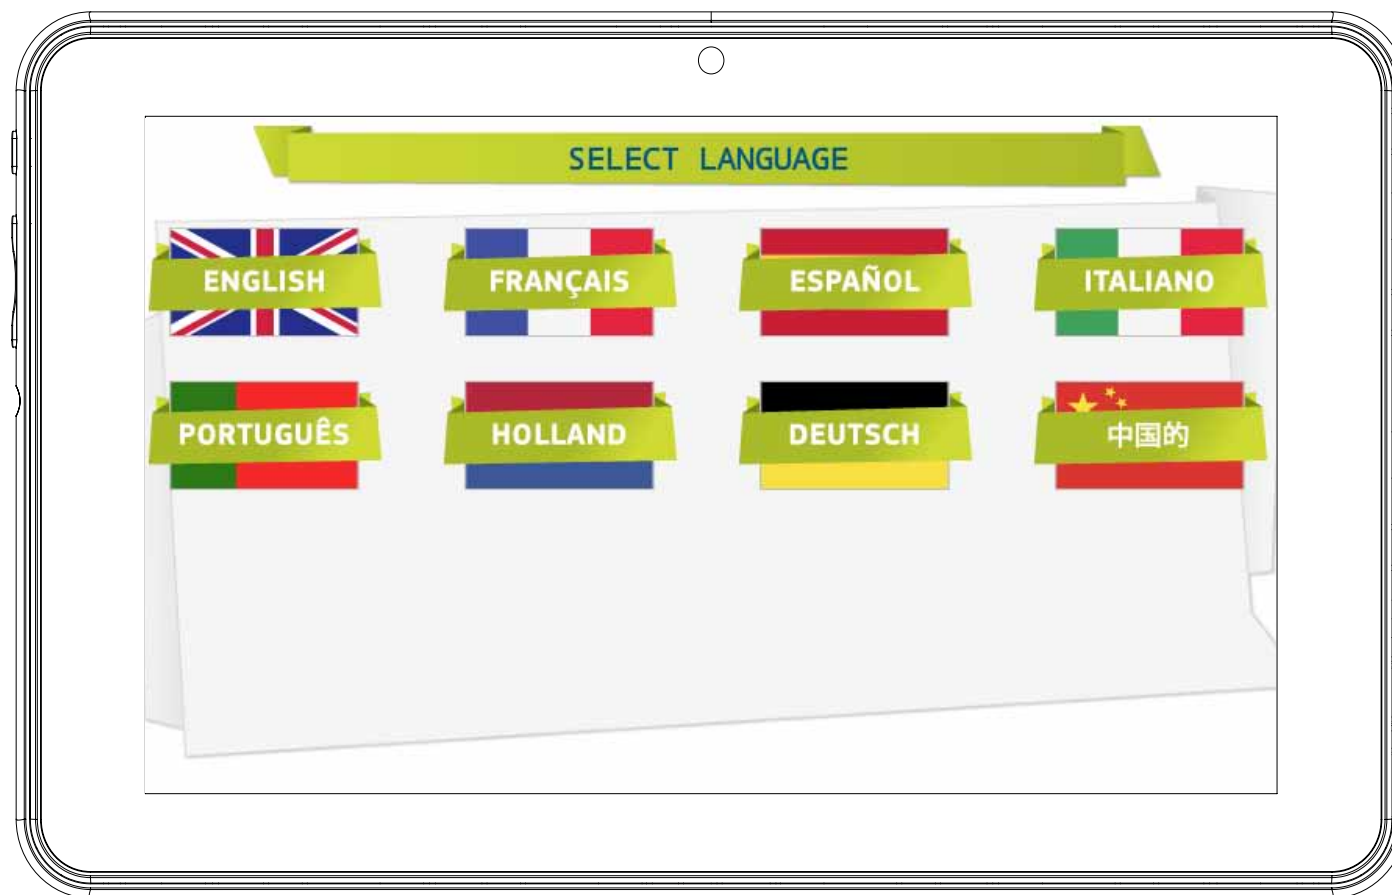 SELECT LANGUAGE
ENGLISH
FRANÇAIS
ESPAÑOL
ITALIANO
PORTUGUÊS
HOLLAND
DEUTSCH
中国的